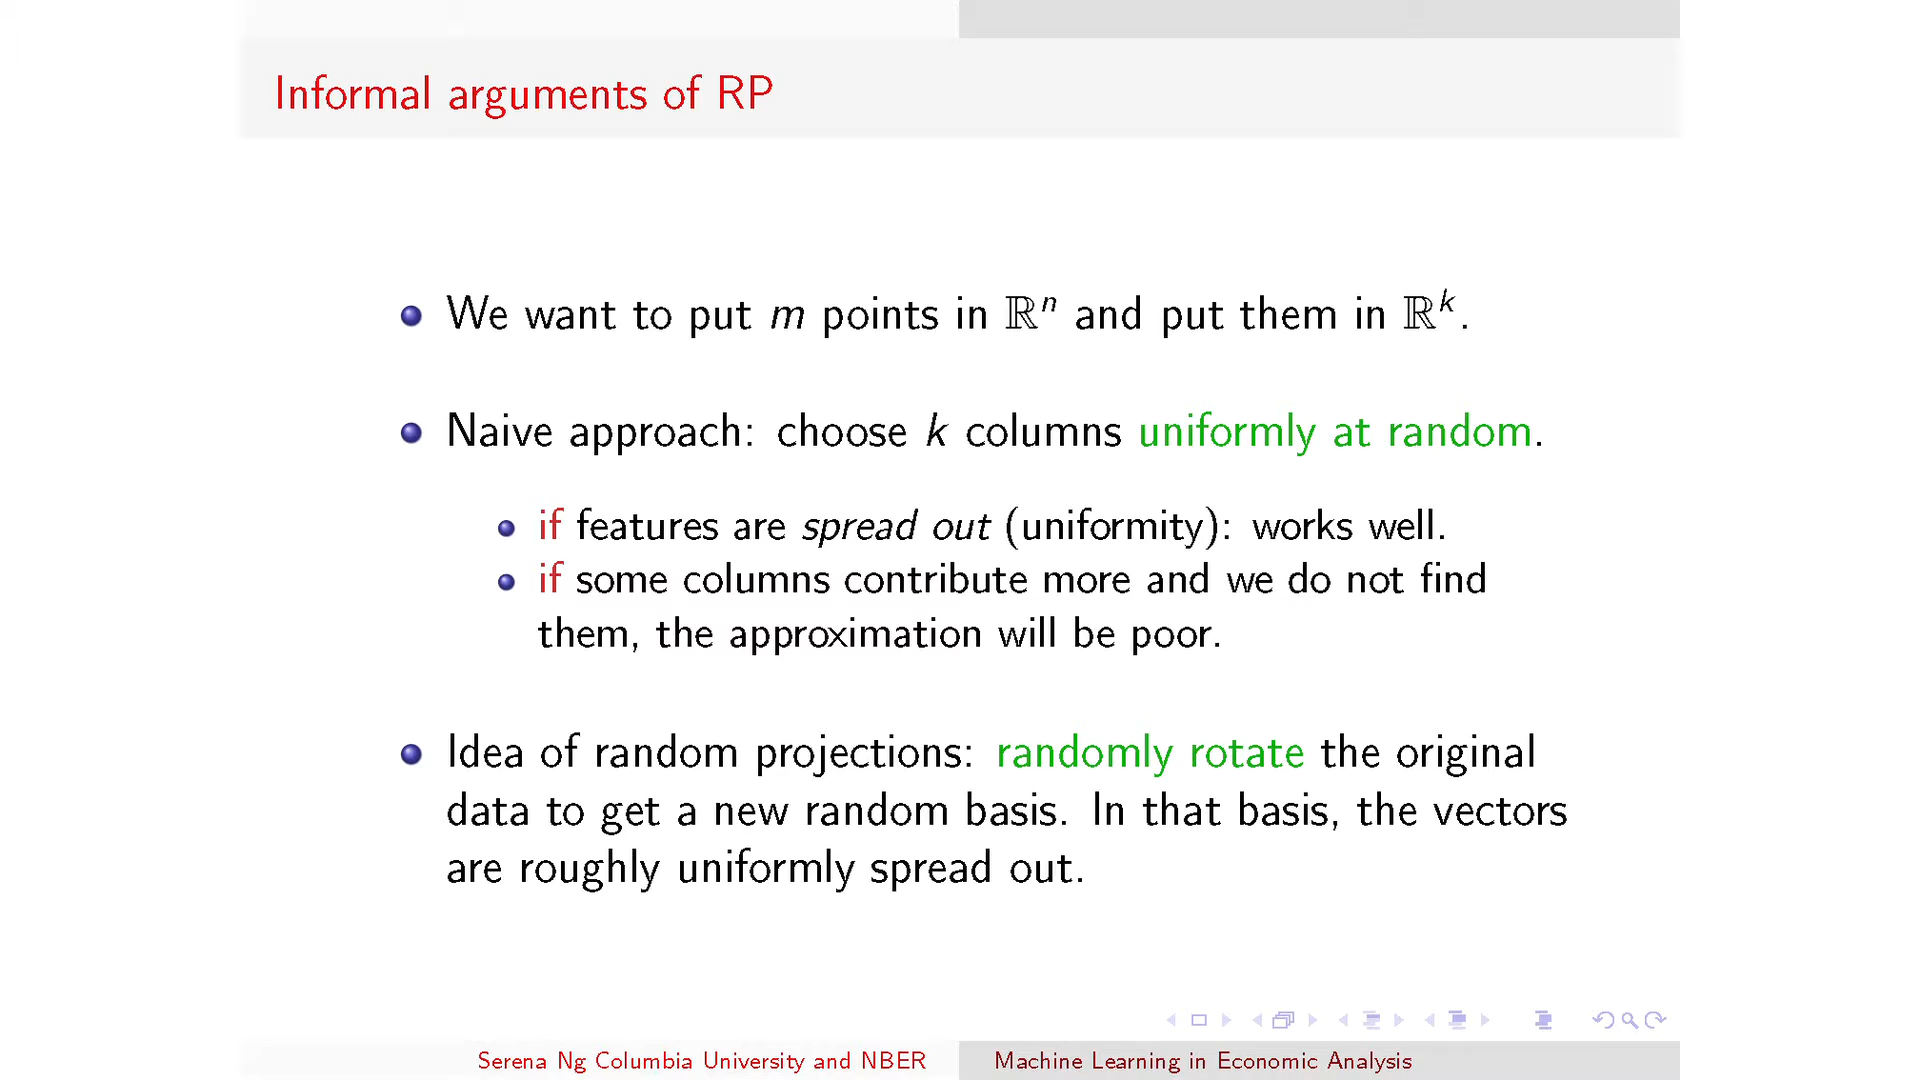 Informal arguments of RP
We want to put m points in ℝⁿ and put them in ℝᵏ.
Naive approach: choose k columns uniformly at random.
if features are spread out (uniformity): works well.
if some columns contribute more and we do not find
them, the approximation will be poor.
Idea of random projections: randomly rotate the original
data to get a new random basis. In that basis, the vectors
are roughly uniformly spread out.
Serena Ng Columbia University and NBER
Machine Learning in Economic Analysis